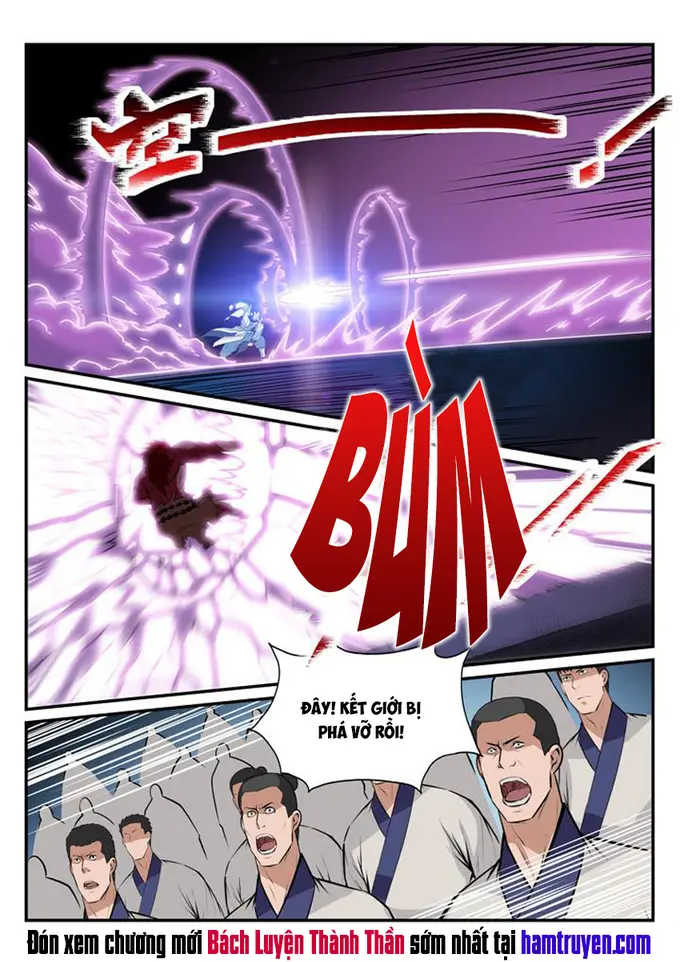 空一！
BÙM
ĐÂY! KẾT GIỚI BỊ
PHÁ VỠ RỒI!
Đón xem chương mới Bách Luyện Thành Thần sớm nhất tại hamtruyen.com